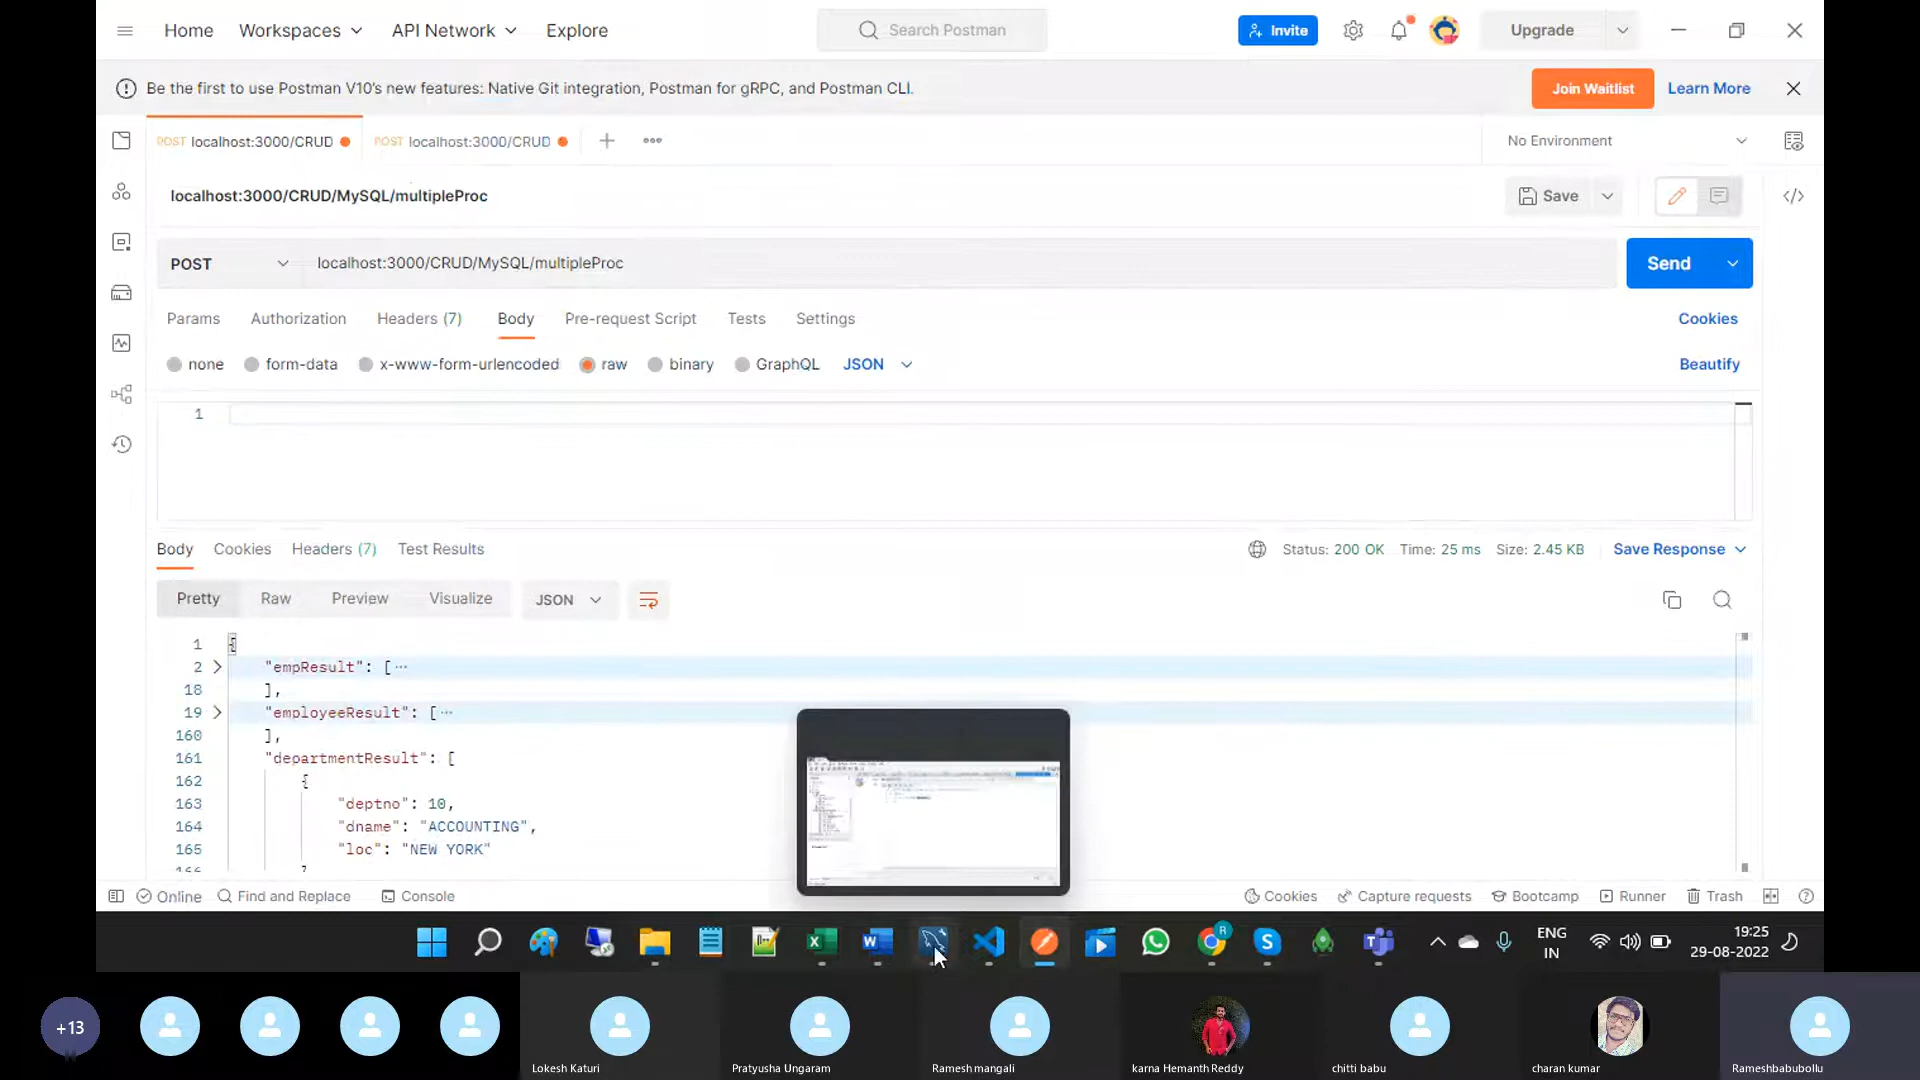 Home
Workspaces
API Network
Explore
Search Postman
Invite
Upgrade
Be the first to use Postman V10's new features: Native Git integration, Postman for gRPC, and Postman CLI.
Join Waitlist
Learn More
POST localhost:3000/CRUD
POST localhost:3000/CRUD
No Environment
localhost:3000/CRUD/MySQL/multipleProc
Save
POST
localhost:3000/CRUD/MySQL/multipleProc
Send
Params
Authorization
Headers (7)
Body
Pre-request Script
Tests
Settings
Cookies
none
form-data
x-www-form-urlencoded
raw
binary
GraphQL
JSON
Beautify
1
Body
Cookies
Headers (7)
Test Results
Status: 200 OK
Time: 25 ms
Size: 2.45 KB
Save Response
Pretty
Raw
Preview
Visualize
JSON
1 {
2 "empResult": [···
18 ],
19 "employeeResult": [···
160 ],
161 "departmentResult": [
162 {
163 "deptno": 10,
164 "dname": "ACCOUNTING",
165 "loc": "NEW YORK"
Online
Find and Replace
Console
Cookies
Capture requests
Bootcamp
Runner
Trash
ENG
IN
19:25
29-08-2022
+13
Lokesh Katuri
Pratyusha Ungaram
Ramesh mangali
karna Hemanth Reddy
chitti babu
charan kumar
Rameshbabubollu